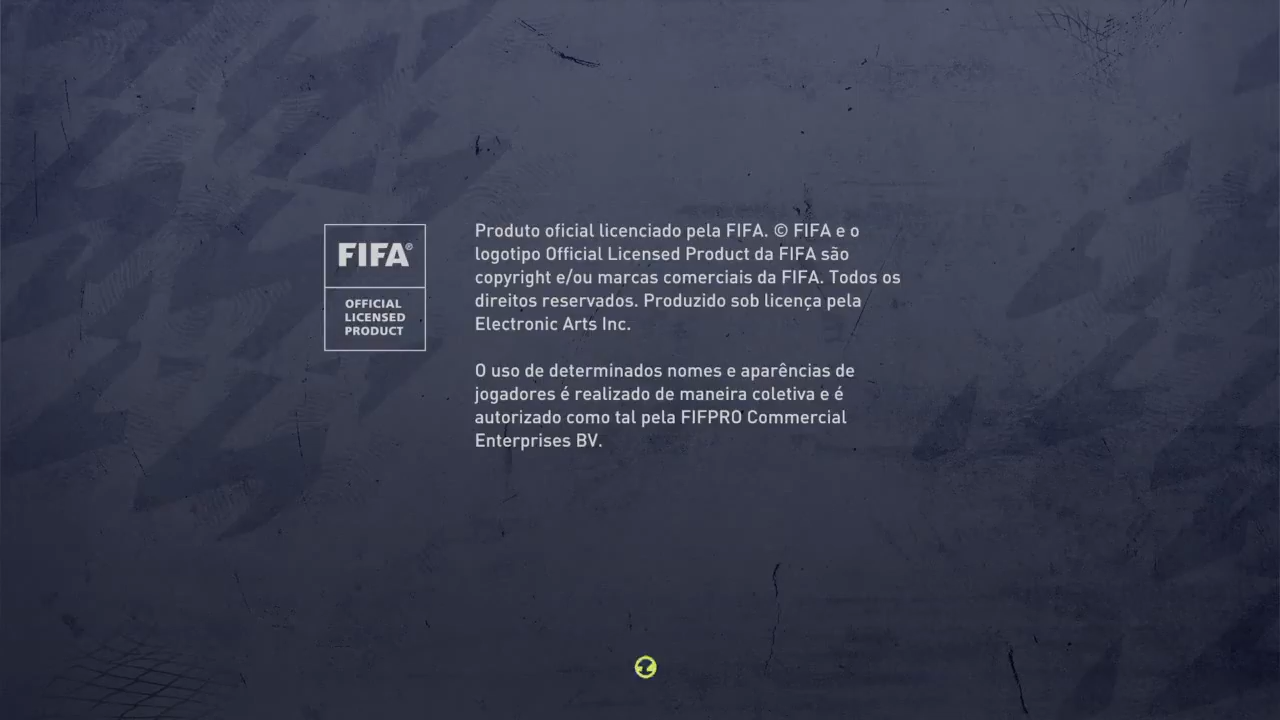 FIFA®
OFFICIAL
LICENSED
PRODUCT
Produto oficial licenciado pela FIFA. © FIFA e o
logotipo Official Licensed Product da FIFA são
copyright e/ou marcas comerciais da FIFA. Todos os
direitos reservados. Produzido sob licença pela
Electronic Arts Inc.
O uso de determinados nomes e aparências de
jogadores é realizado de maneira coletiva e é
autorizado como tal pela FIFPRO Commercial
Enterprises BV.